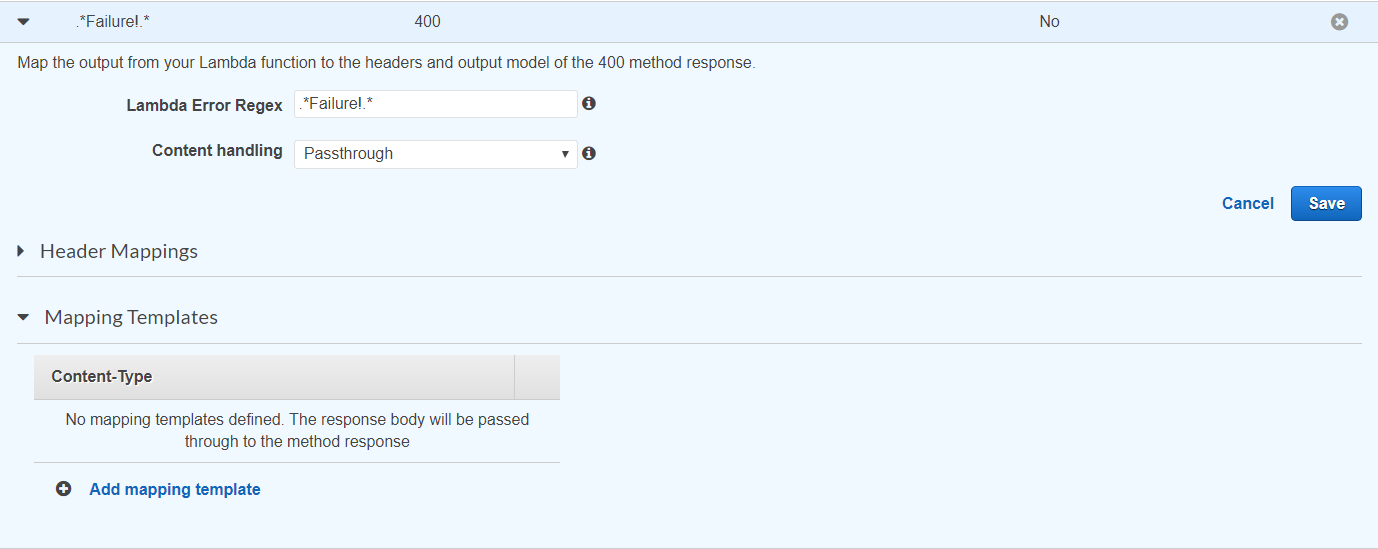 .*Failure!.* 400 No
Map the output from your Lambda function to the headers and output model of the 400 method response.
Lambda Error Regex .*Failure!.*
Content handling Passthrough
Cancel Save
Header Mappings
Mapping Templates
Content-Type
No mapping templates defined. The response body will be passed
through to the method response
Add mapping template